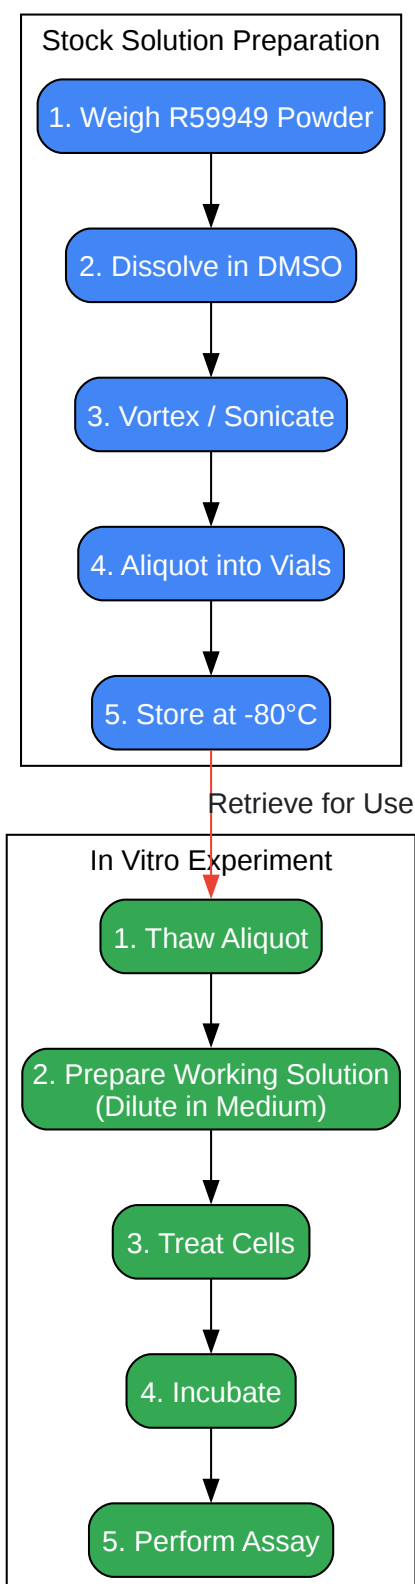 Stock Solution Preparation
1. Weigh R59949 Powder
2. Dissolve in DMSO
3. Vortex / Sonicate
4. Aliquot into Vials
5. Store at -80°C
Retrieve for Use
In Vitro Experiment
1. Thaw Aliquot
2. Prepare Working Solution
(Dilute in Medium)
3. Treat Cells
4. Incubate
5. Perform Assay